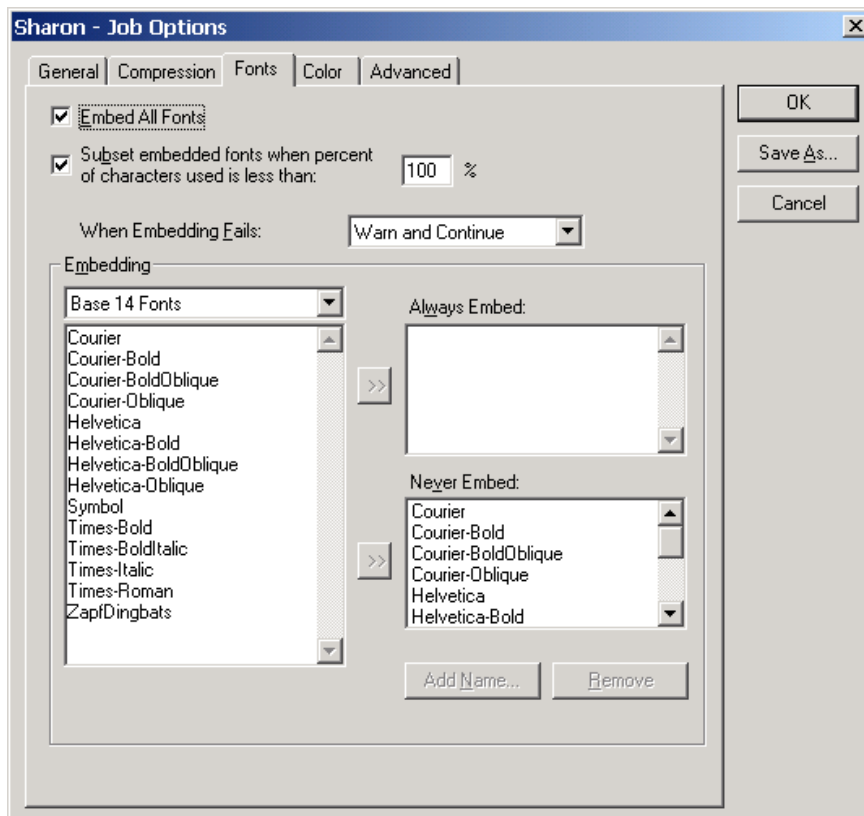 Sharon - Job Options
General Compression Fonts Color Advanced
Embed All Fonts
Subset embedded fonts when percent
of characters used is less than:
100 %
When Embedding Fails:
Warn and Continue
OK
Save As...
Cancel
Embedding
Base 14 Fonts
Courier
Courier-Bold
Courier-BoldOblique
Courier-Oblique
Helvetica
Helvetica-Bold
Helvetica-BoldOblique
Helvetica-Oblique
Symbol
Times-Bold
Times-BoldItalic
Times-Italic
Times-Roman
ZapfDingbats
>>
>>
Always Embed:
Never Embed:
Courier
Courier-Bold
Courier-BoldOblique
Courier-Oblique
Helvetica
Helvetica-Bold
Add Name...
Remove